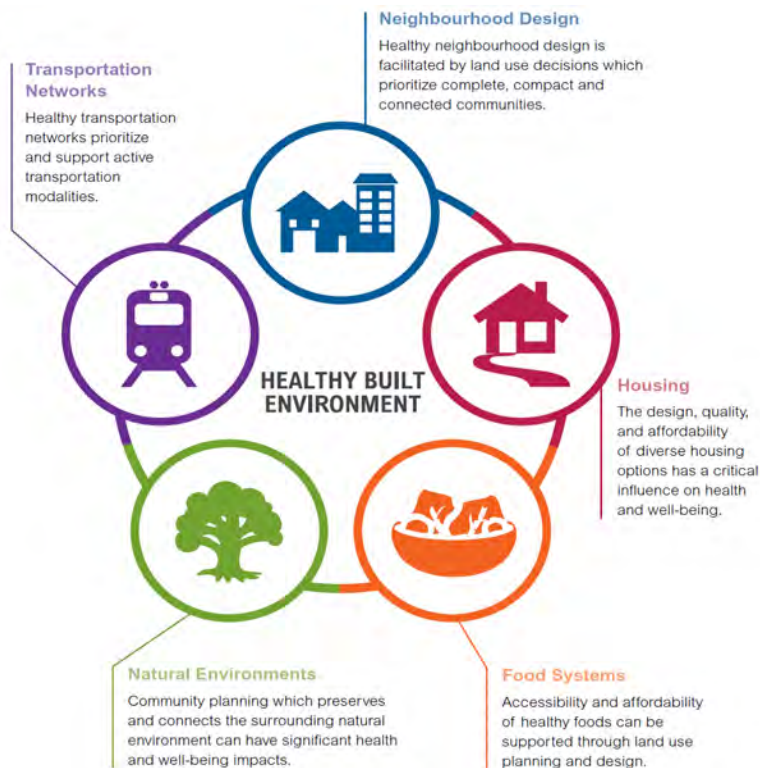 Neighbourhood Design
Healthy neighbourhood design is
facilitated by land use decisions which
prioritize complete, compact and
connected communities.
Transportation
Networks
Healthy transportation
networks prioritize
and support active
transportation
modalities.
HEALTHY BUILT
ENVIRONMENT
Housing
The design, quality,
and affordability
of diverse housing
options has a critical
influence on health
and well-being.
Natural Environments
Community planning which preserves
and connects the surrounding natural
environment can have significant health
and well-being impacts.
Food Systems
Accessibility and affordability
of healthy foods can be
supported through land use
planning and design.